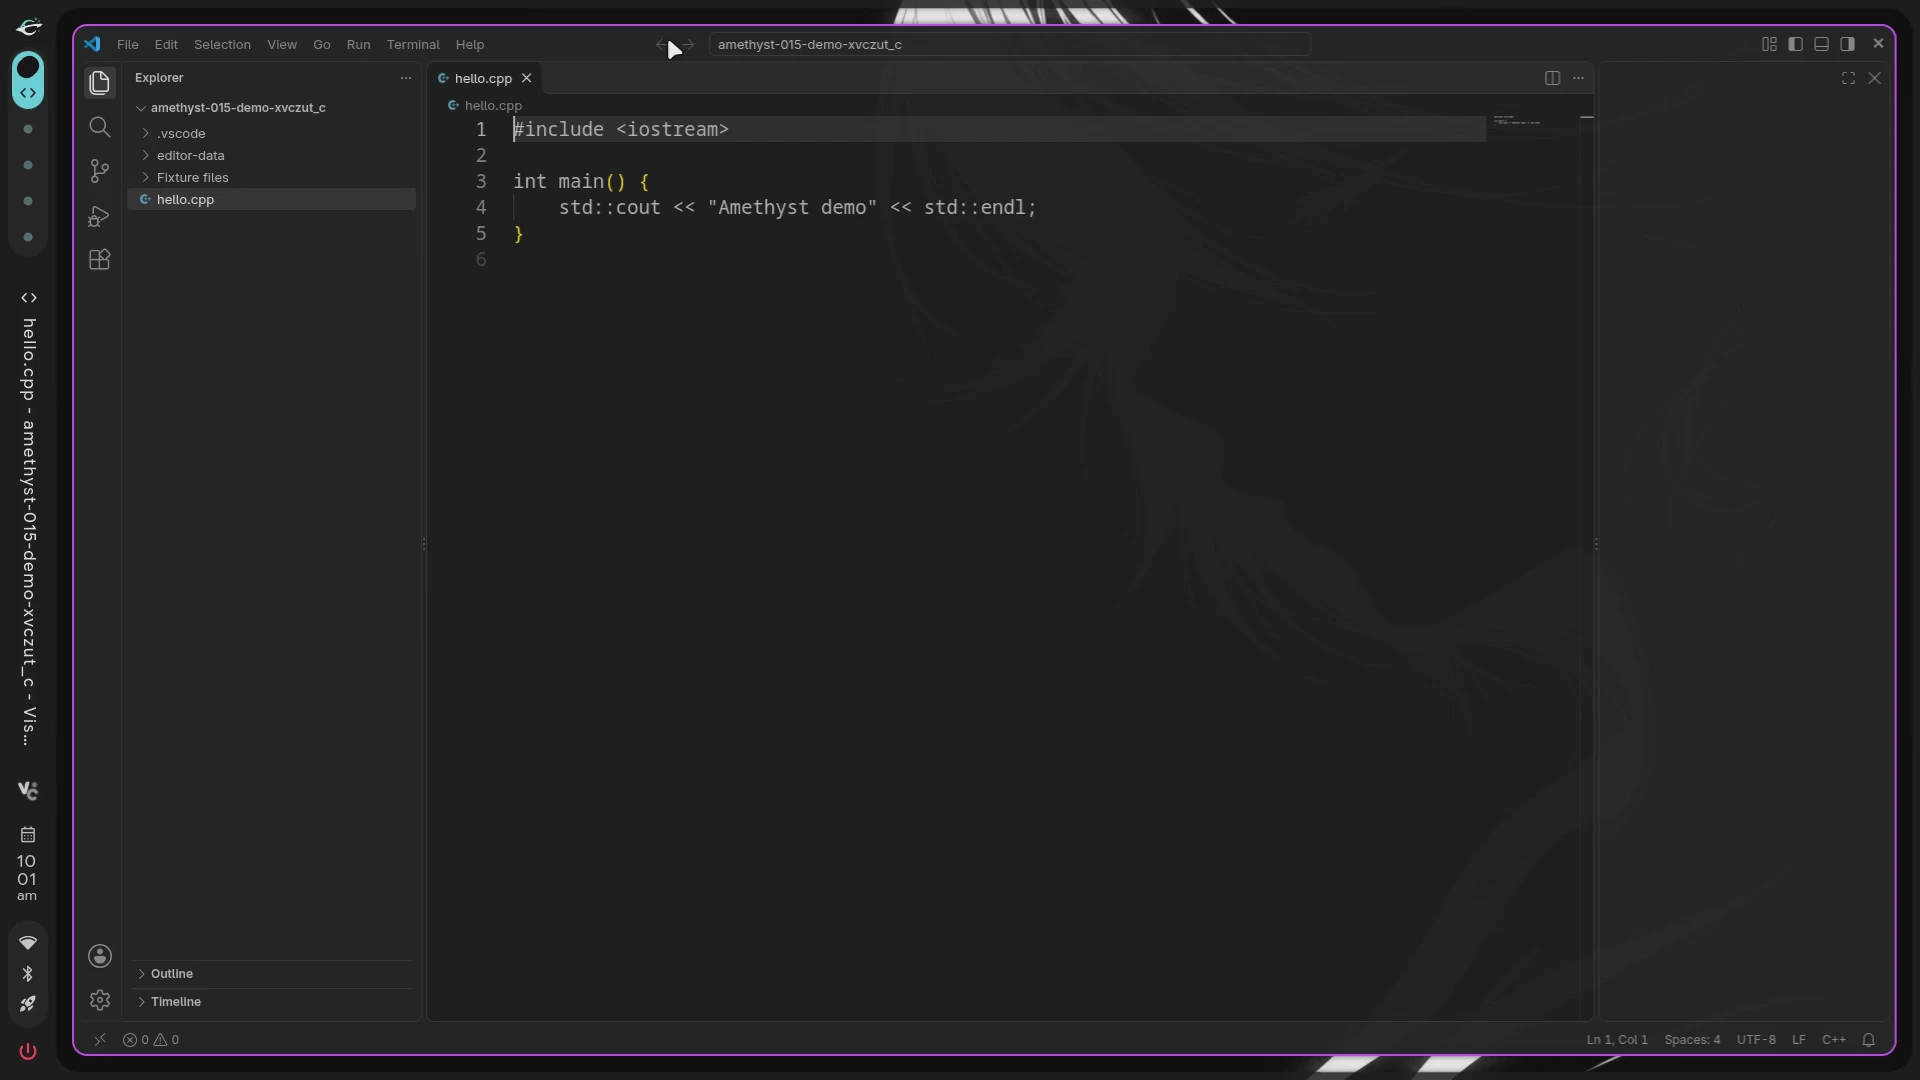 File Edit Selection View Go Run Terminal Help
amethyst-015-demo-xvczut_c
Explorer
amethyst-015-demo-xvczut_c
.vscode
editor-data
Fixture files
hello.cpp
Outline
Timeline
hello.cpp
hello.cpp
1 #include <iostream>
2
3 int main() {
4     std::cout << "Amethyst demo" << std::endl;
5 }
6
hello.cpp - amethyst-015-demo-xvczut_c - Vis...
10
01
am
0 0
Ln 1, Col 1 Spaces: 4 UTF-8 LF C++